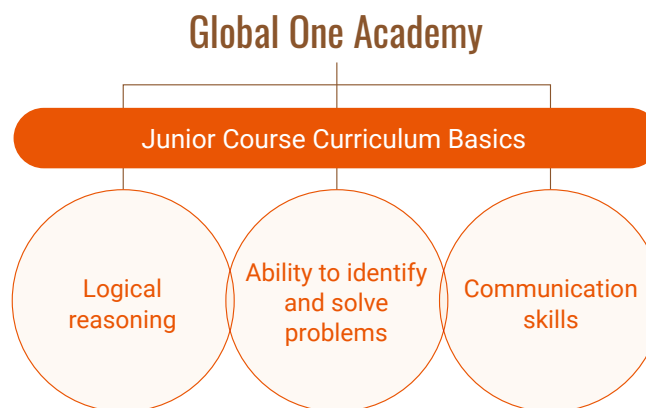 Global One Academy
Junior Course Curriculum Basics
Logical
reasoning
Ability to identify
and solve
problems
Communication
skills